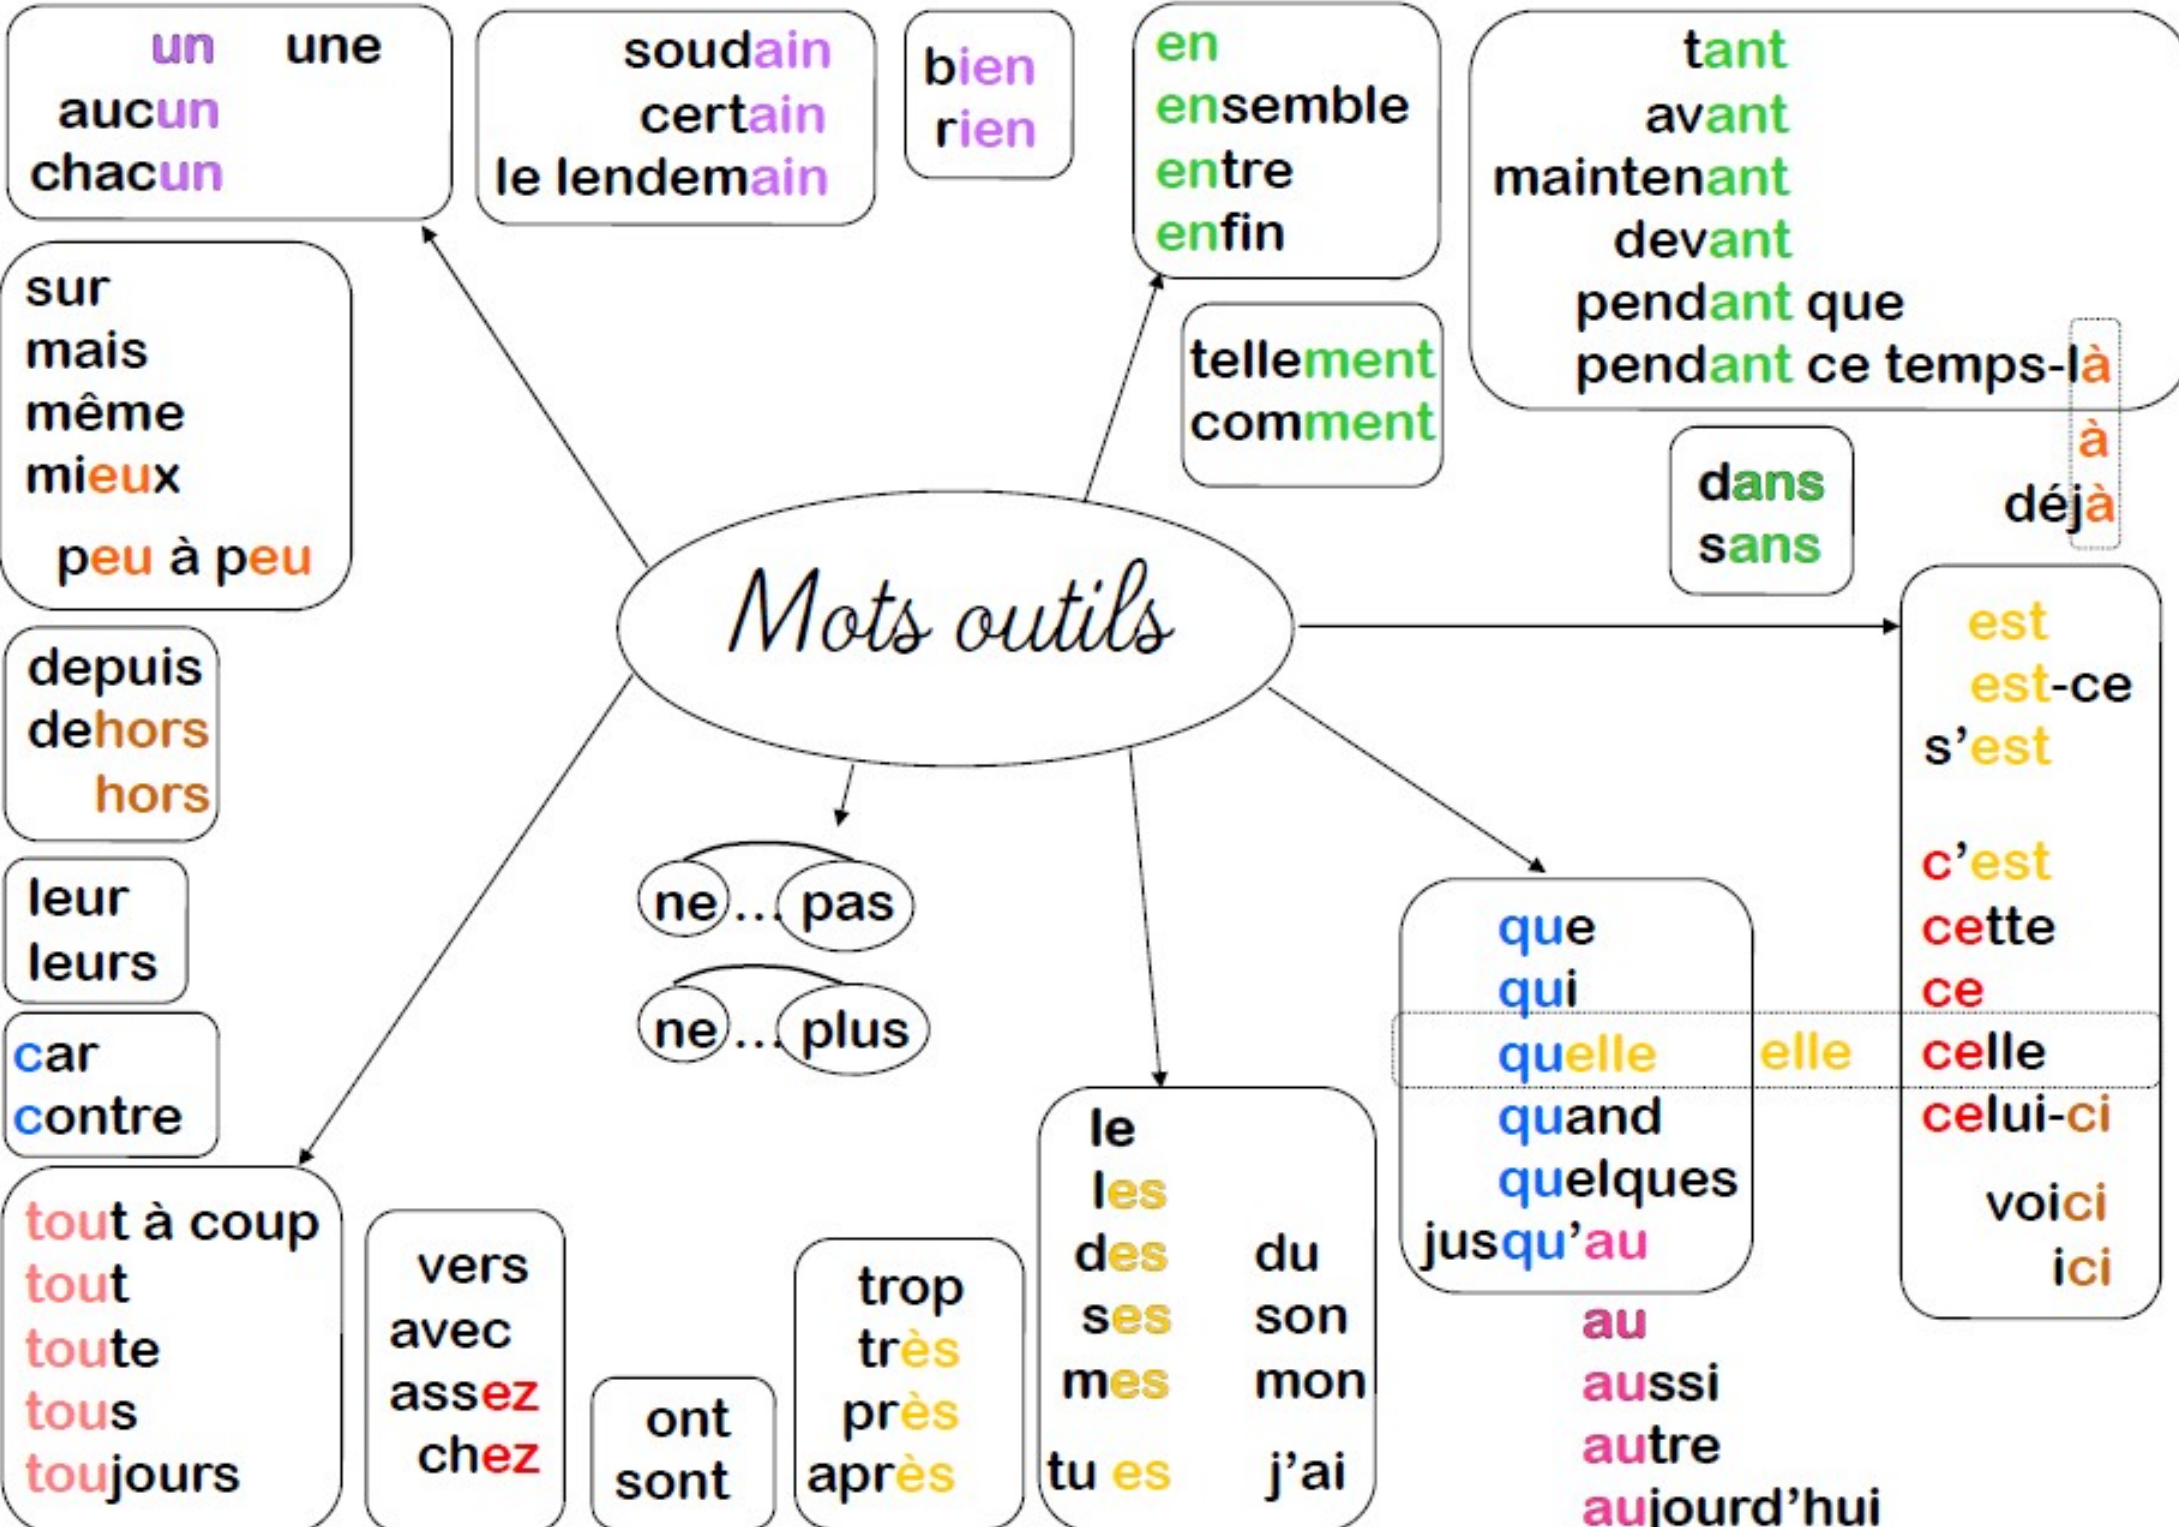 un une
aucun
chacun
soudain
certain
le lendemain
bien
rien
en
ensemble
entre
enfin
tant
avant
maintenant
devant
pendant que
pendant ce temps-là
à
déjà
sur
mais
même
mieux
peu à peu
tellement
comment
dans
sans
Mots outils
depuis
dehors
hors
leur
leurs
car
contre
ne ... pas
ne ... plus
est
est-ce
s’est
c’est
cette
ce
celle
celui-ci
voici
ici
que
qui
quelle elle
quand
quelques
jusqu’au
au
aussi
autre
aujourd’hui
tout à coup
tout
toute
tous
toujours
vers
avec
assez
chez
ont
sont
trop
très
près
après
le
les
des du
ses son
mes mon
tu es j’ai